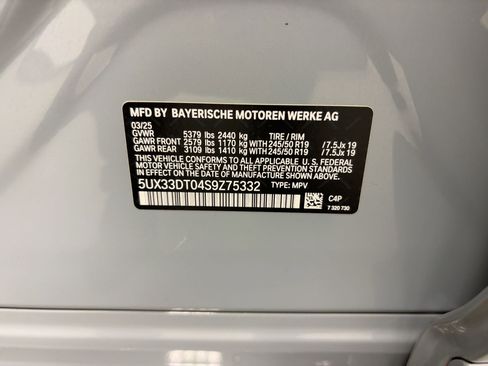 MFD BY BAYERISCHE MOTOREN WERKE AG
03/25
GVWR 5379 lbs 2440 kg TIRE / RIM
GAWR FRONT 2579 lbs 1170 kg WITH 245/50 R19 /7.5Jx 19
GAWR REAR 3109 lbs 1410 kg WITH 245/50 R19 /7.5Jx 19
THIS VEHICLE CONFORMS TO ALL APPLICABLE U. S. FEDERAL
MOTOR VEHICLE SAFETY AND THEFT PREVENTION STANDARDS
IN EFFECT ON THE DATE OF MANUFACTURE SHOWN ABOVE.
5UX33DT04S9Z75332 TYPE: MPV
C4P
7 320 730